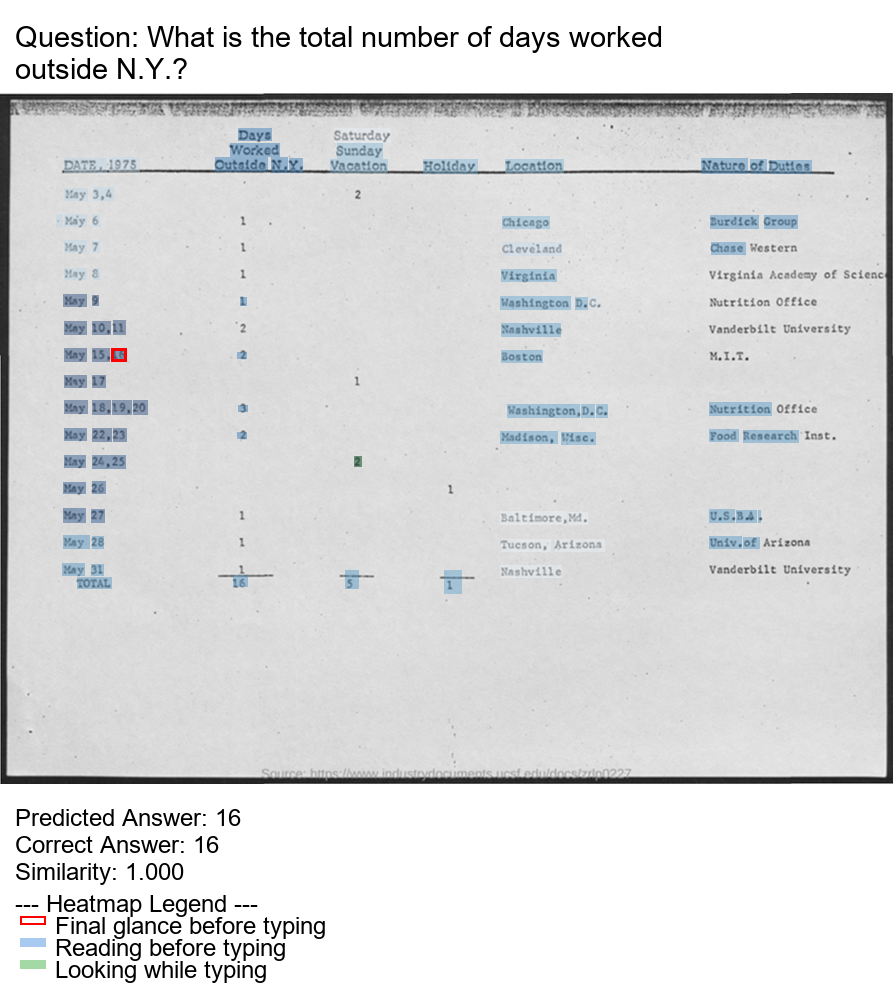 Question: What is the total number of days worked
outside N.Y.?
Days Worked Outside N.Y.
Saturday Sunday Vacation
DATE, 1975 Holiday Location Nature of Duties
May 3,4 2
May 6 1 Chicago Burdick Group
May 7 1 Cleveland Chase Western
May 8 1 Virginia Virginia Academy of Scienc
May 9 1 Washington D.C. Nutrition Office
May 10,11 2 Nashville Vanderbilt University
May 15,16 2 Boston M.I.T.
May 17 1
May 18,19,20 3 Washington,D.C. Nutrition Office
May 22,23 2 Madison, Wisc. Food Research Inst.
May 24,25 2
May 26 1
May 27 1 Baltimore,Md. U.S.B.A.
May 28 1 Tucson, Arizona Univ.of Arizona
May 31 1 Nashville Vanderbilt University
TOTAL 16 5 1
Source: https://www.industrydocuments.ucsf.edu/docs/zrlp0227
Predicted Answer: 16
Correct Answer: 16
Similarity: 1.000
--- Heatmap Legend ---
Final glance before typing
Reading before typing
Looking while typing